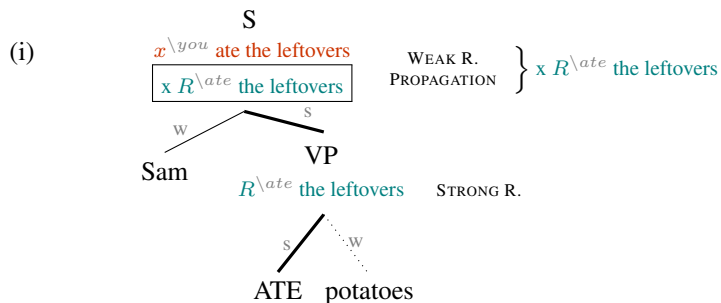 S
(i) x\you ate the leftovers WEAK R. PROPAGATION } x R\ate the leftovers
x R\ate the leftovers
w s
Sam VP
R\ate the leftovers STRONG R.
s w
ATE potatoes